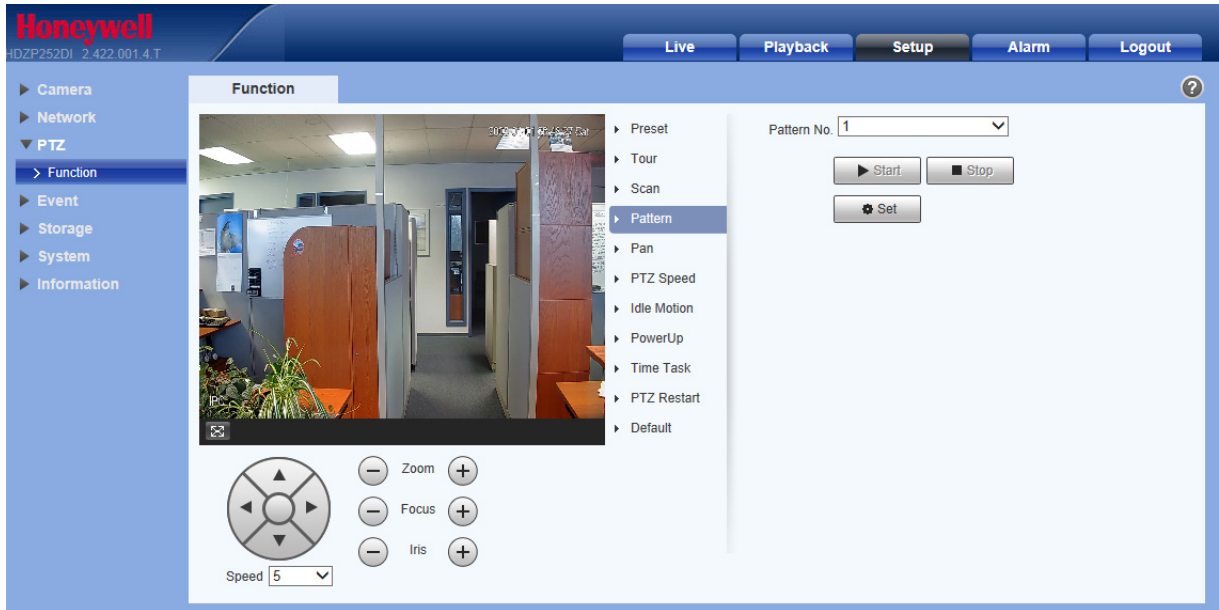 Honeywell
HDZP252DI 2.422.001.4.T
Live Playback Setup Alarm Logout
Camera
Network
PTZ
Function
Event
Storage
System
Information
Function
IPC
Preset
Tour
Scan
Pattern
Pan
PTZ Speed
Idle Motion
PowerUp
Time Task
PTZ Restart
Default
Pattern No. 1
Start Stop
Set
Zoom
Focus
Iris
Speed 5